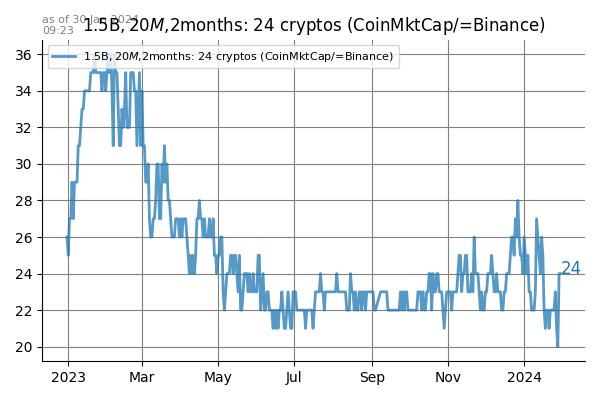 as of 30 Jan 2024
09:23
1.5B, 20M,2months: 24 cryptos (CoinMktCap/=Binance)
1.5B, 20M,2months: 24 cryptos (CoinMktCap/=Binance)
36
34
32
30
28
26
24
22
20
24
2023
Mar
May
Jul
Sep
Nov
2024